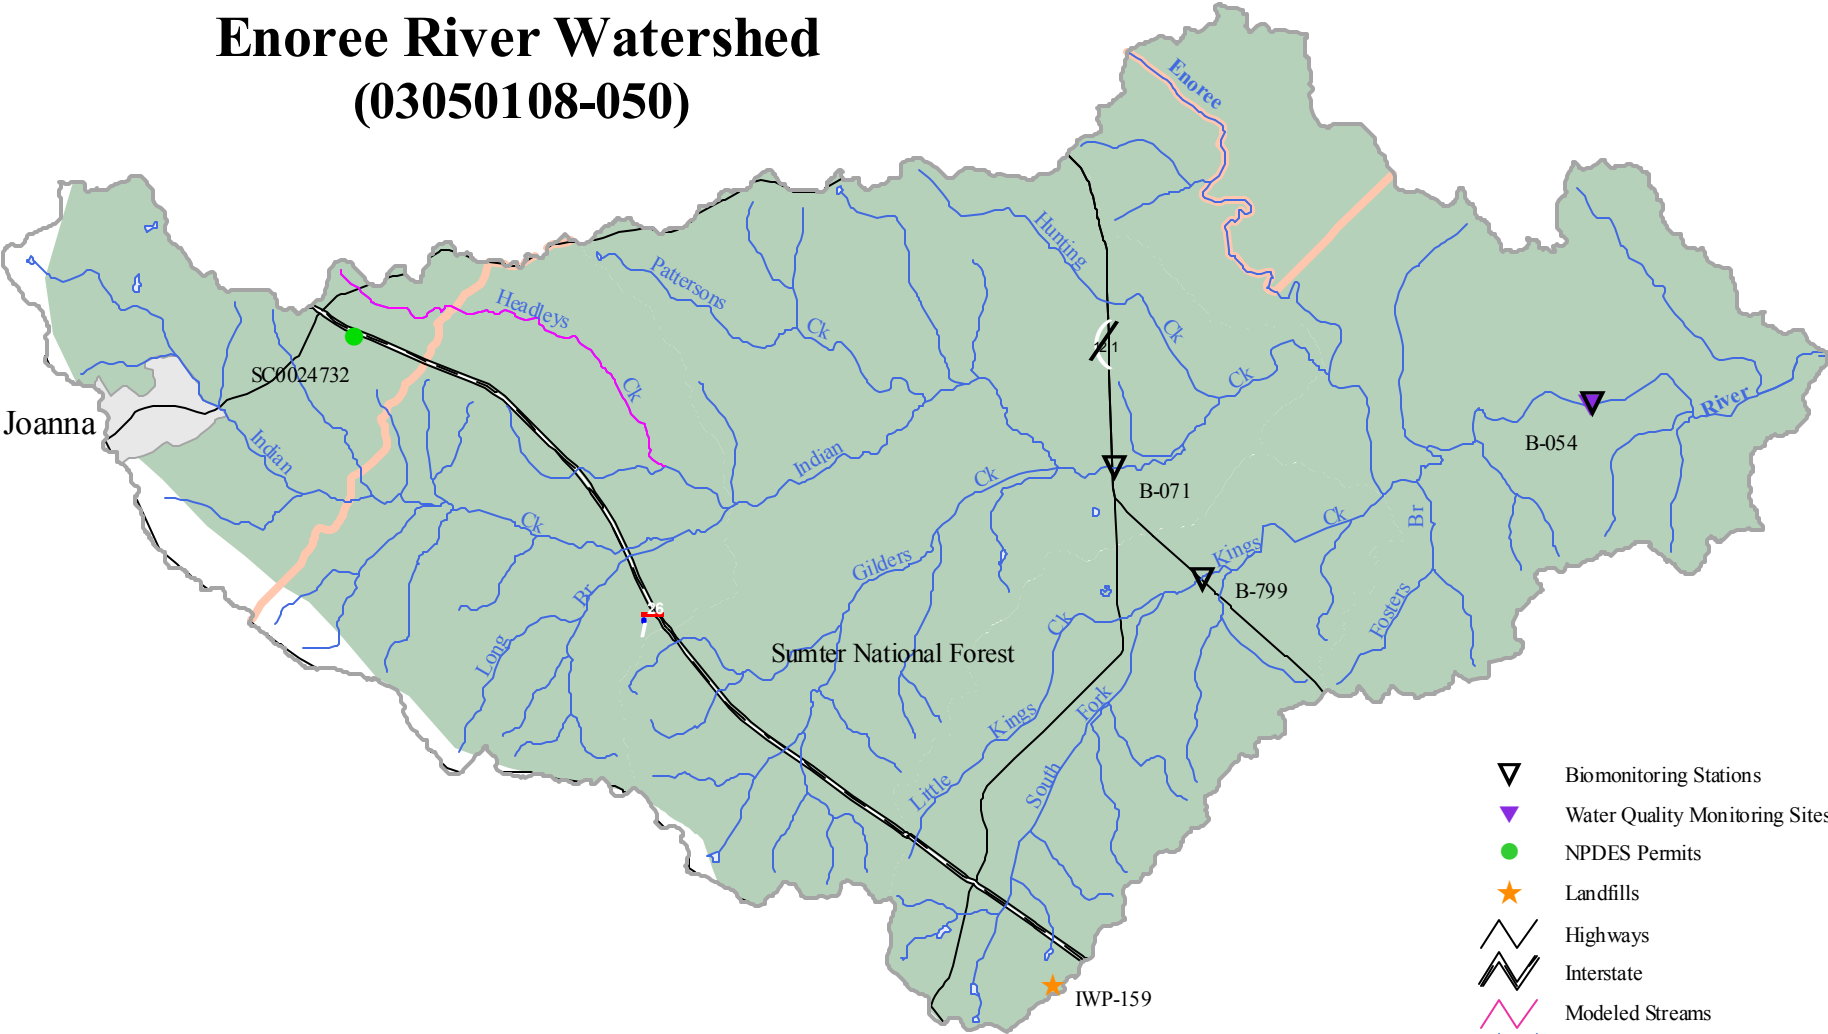 Enoree River Watershed
(03050108-050)
Enoree
Hunting
Ck
Pattersons
Ck
Headleys
Ck
SC0024732
Joanna
Indian
Ck
Indian
Ck
River
B-054
B-071
Ck
Gilders
Kings
Ck
Br
B-799
Fosters
26
Br
Long
Sumter National Forest
Ck
Kings
Little
Fork
South
IWP-159
Biomonitoring Stations
Water Quality Monitoring Sites
NPDES Permits
Landfills
Highways
Interstate
Modeled Streams